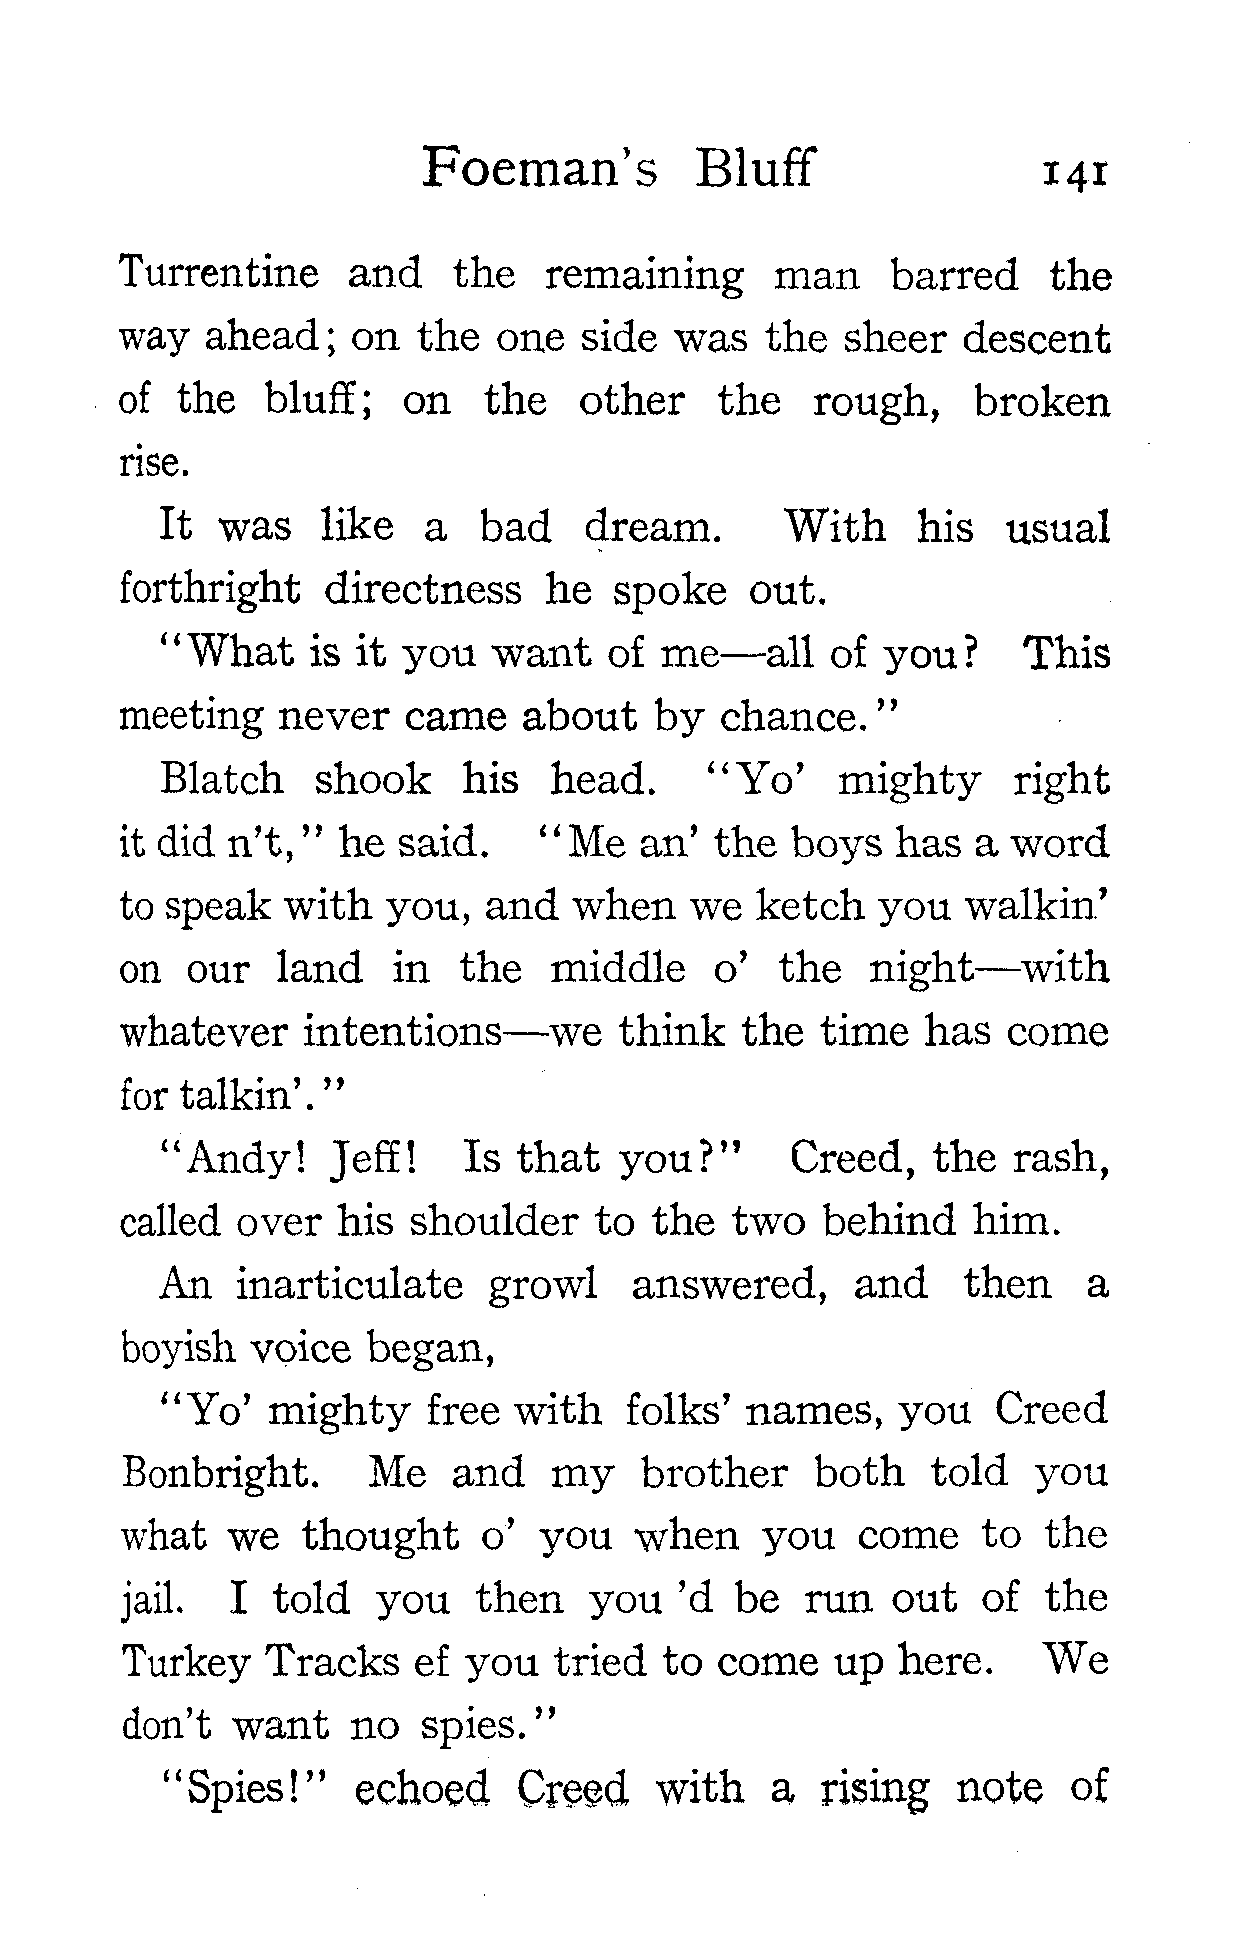 Foeman's Bluff 141
Turrentine and the remaining man barred the
way ahead; on the one side was the sheer descent
of the bluff; on the other the rough, broken
rise.
It was like a bad dream. With his usual
forthright directness he spoke out.
"What is it you want of me—all of you? This
meeting never came about by chance."
Blatch shook his head. "Yo' mighty right
it did n't," he said. "Me an' the boys has a word
to speak with you, and when we ketch you walkin'
on our land in the middle o' the night—with
whatever intentions—we think the time has come
for talkin'."
"Andy! Jeff! Is that you?" Creed, the rash,
called over his shoulder to the two behind him.
An inarticulate growl answered, and then a
boyish voice began,
"Yo' mighty free with folks' names, you Creed
Bonbright. Me and my brother both told you
what we thought o' you when you come to the
jail. I told you then you 'd be run out of the
Turkey Tracks ef you tried to come up here. We
don't want no spies."
"Spies!" echoed Creed with a rising note of